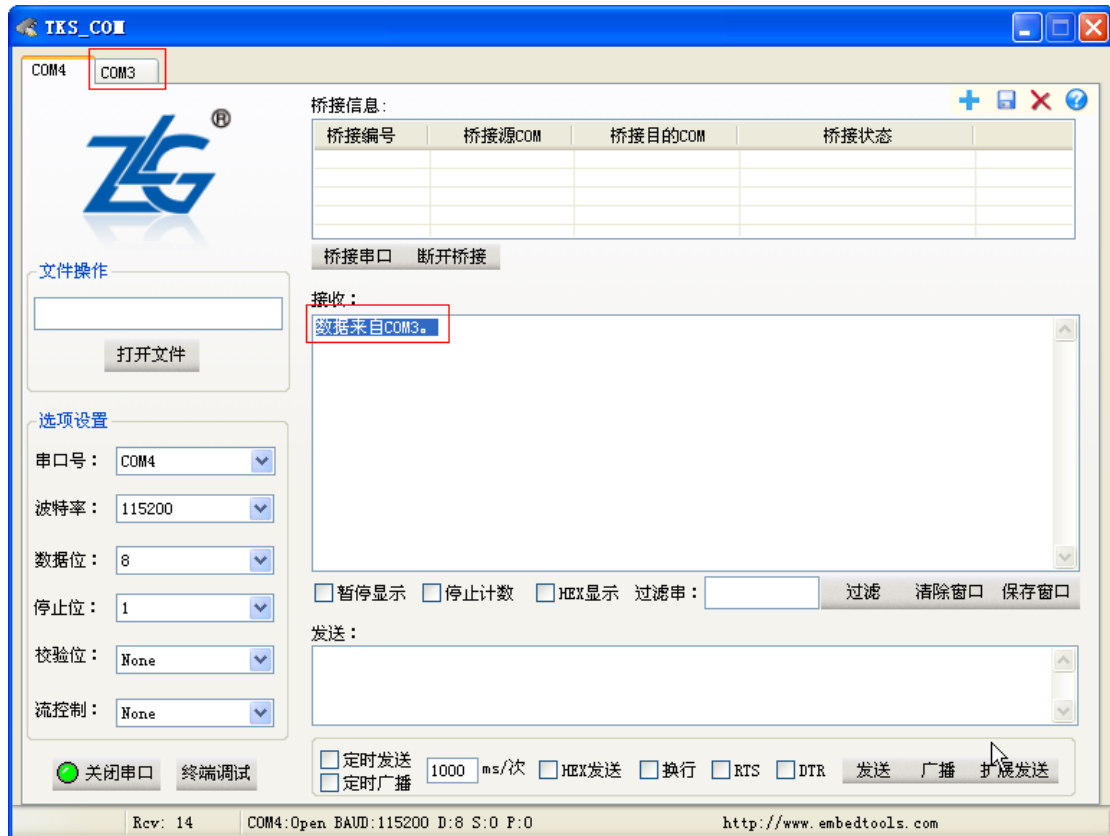 TKS_COM
COM4 COM3
ZLG ®
桥接信息:
桥接编号 桥接源COM 桥接目的COM 桥接状态
桥接串口 断开桥接
文件操作
打开文件
接收：
数据来自COM3。
选项设置
串口号： COM4
波特率： 115200
数据位： 8
停止位： 1
校验位： None
流控制： None
暂停显示 停止计数 HEX显示 过滤串： 过滤 清除窗口 保存窗口
发送：
关闭串口 终端调试
定时发送
定时广播
1000 ms/次 HEX发送 换行 RTS DTR 发送 广播 扩展发送
Rcv: 14 COM4:Open BAUD:115200 D:8 S:0 P:0 http://www.embedtools.com